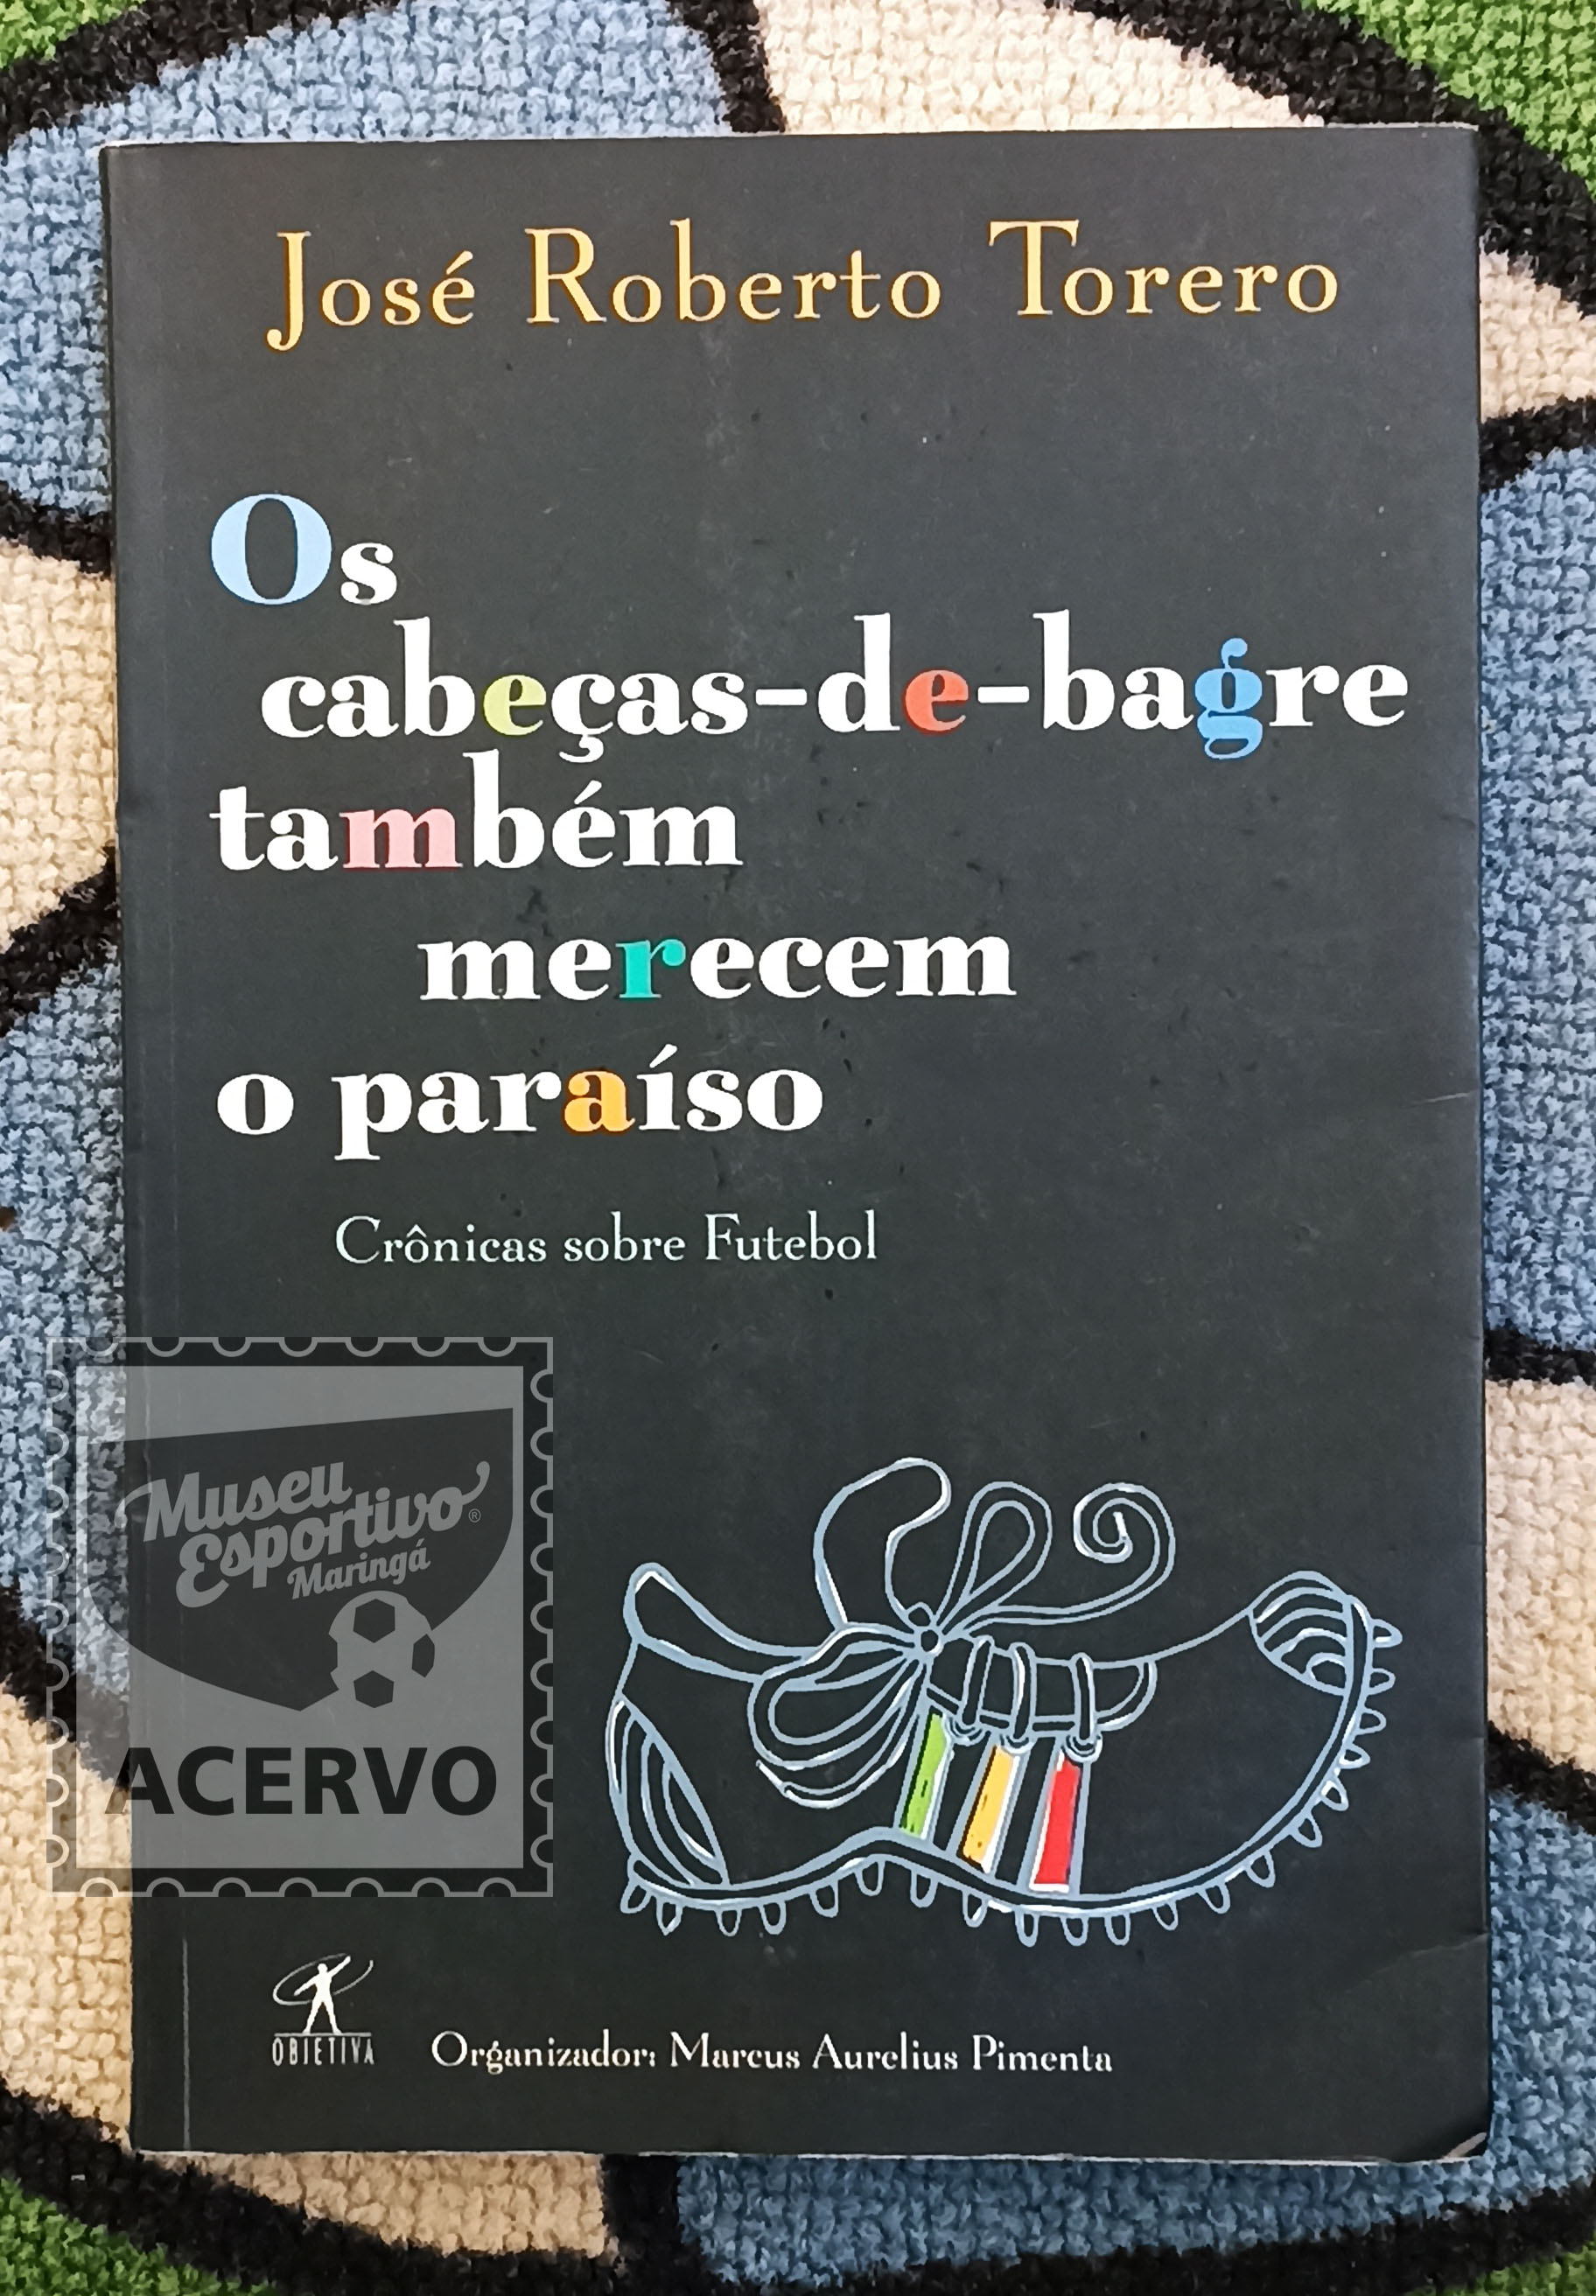 José Roberto Torero
Os
cabeças-de-bagre
também
merecem
o paraíso
Crônicas sobre Futebol
Museu
Esportivo®
Maringá
ACERVO
OBJETIVA
Organizador: Marcus Aurelius Pimenta